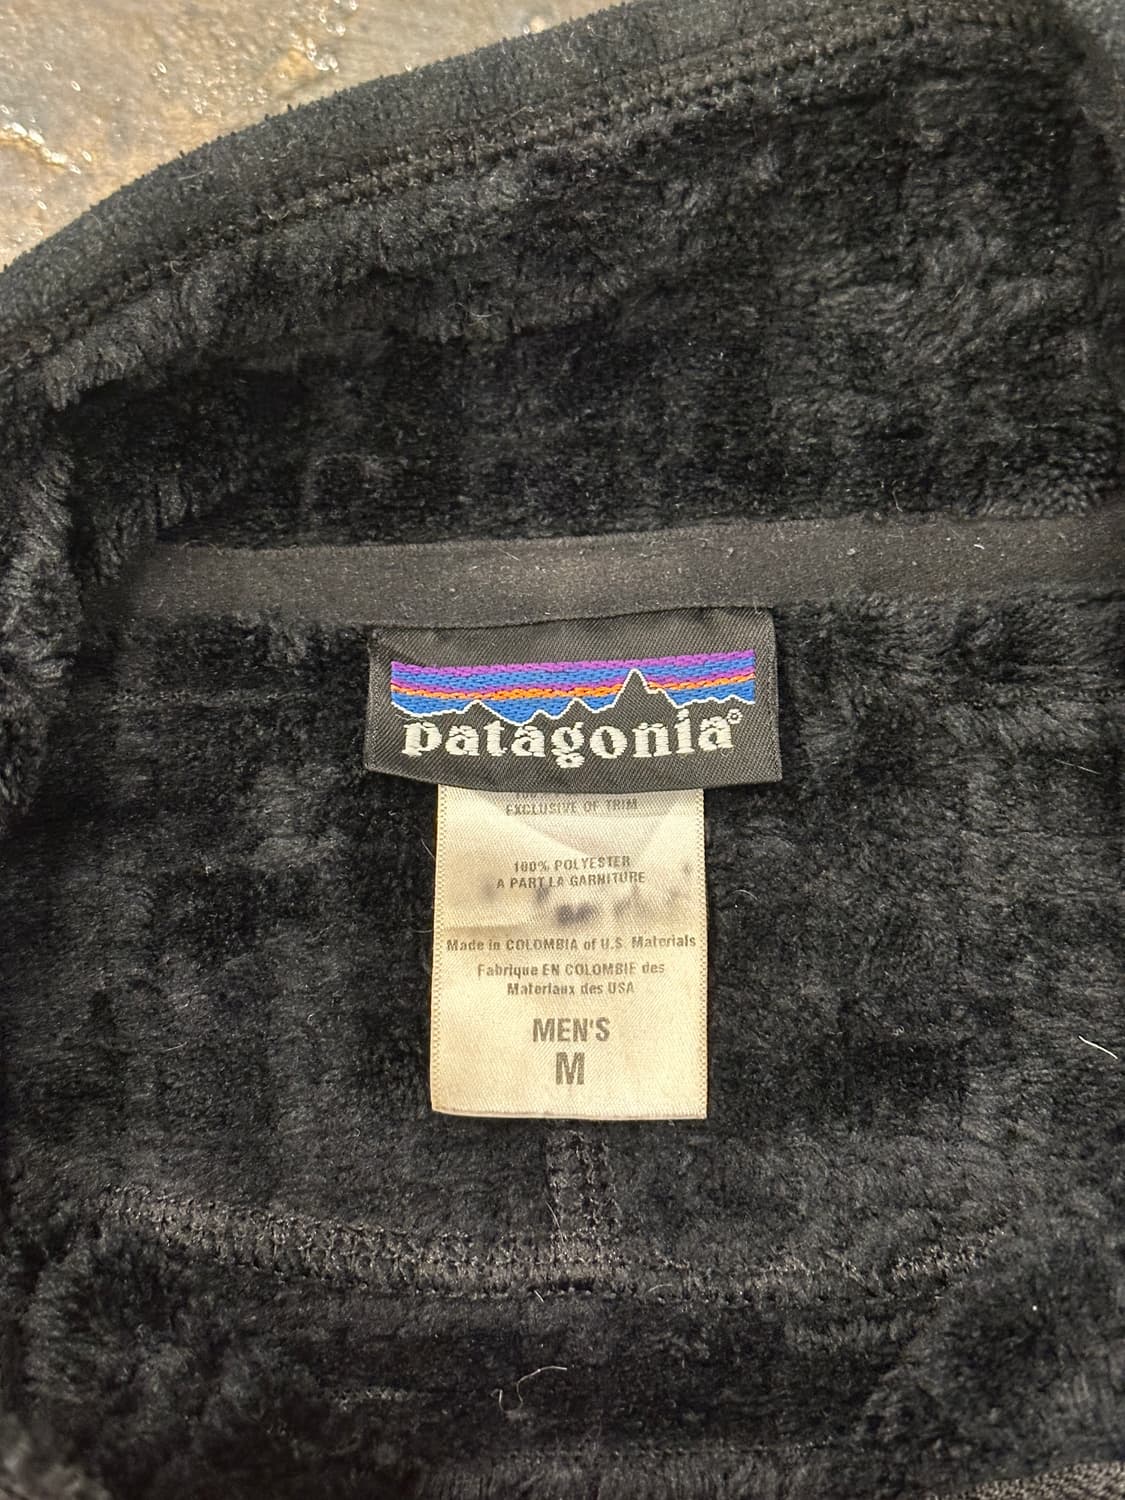 patagonia®
EXCLUSIVE OF TRIM
100% POLYESTER
A PART LA GARNITURE
Made in COLOMBIA of U.S. Materials
Fabrique EN COLOMBIE des
Materiaux des USA
MEN'S
M